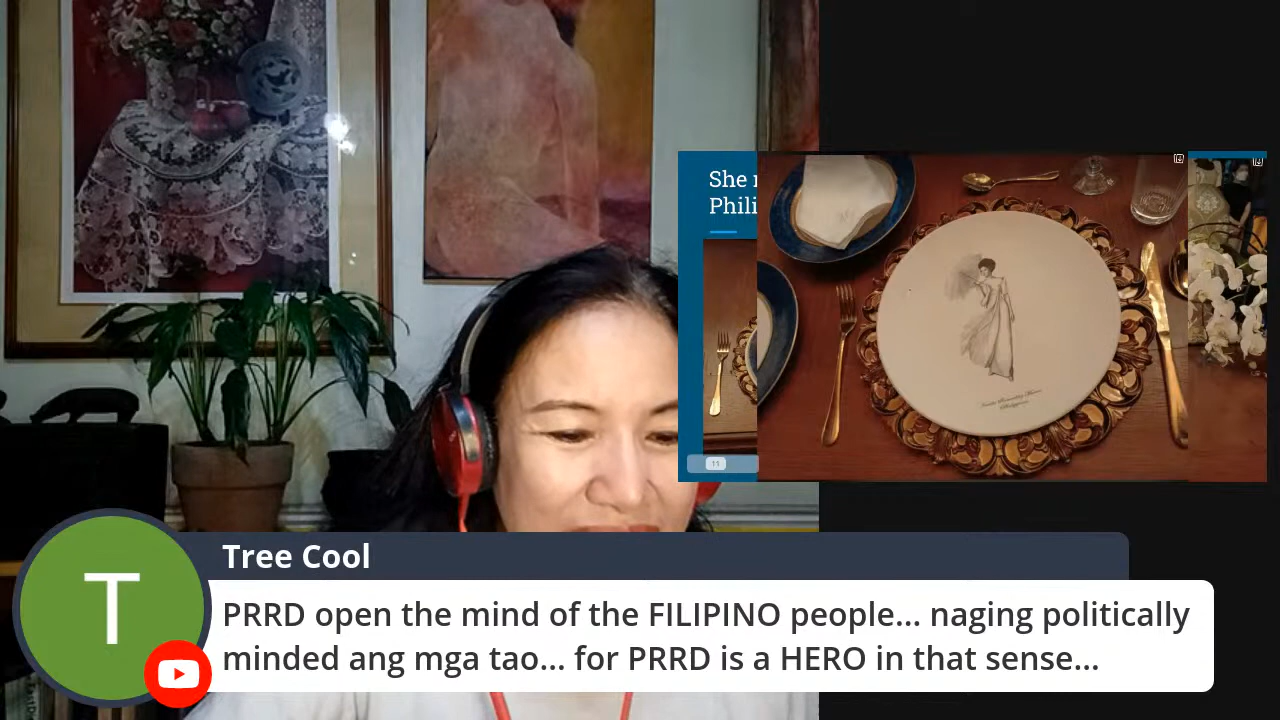 She
Phili
11
T
Tree Cool
PRRD open the mind of the FILIPINO people... naging politically
minded ang mga tao... for PRRD is a HERO in that sense...